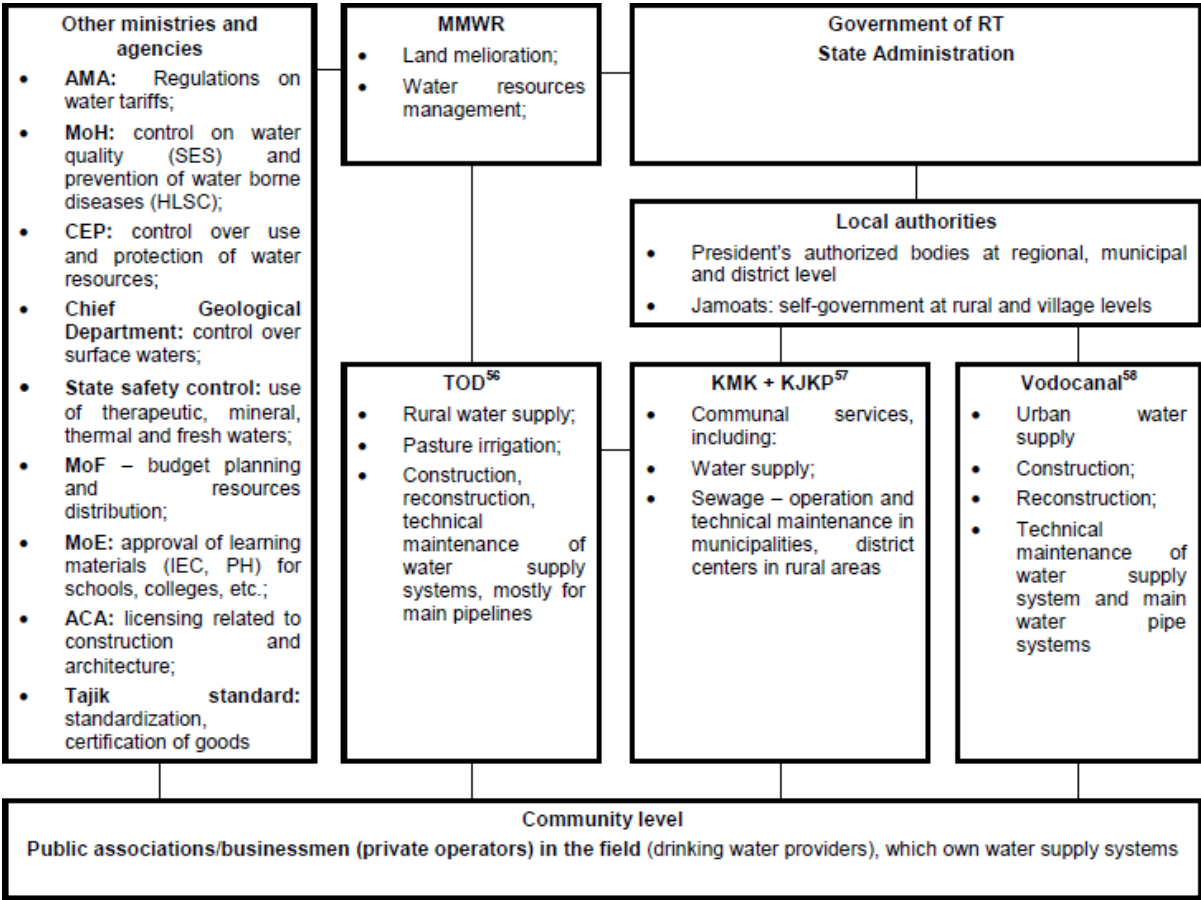 Other ministries and
agencies
• AMA: Regulations on
water tariffs;
• MoH: control on water
quality (SES) and
prevention of water borne
diseases (HLSC);
• CEP: control over use
and protection of water
resources;
• Chief Geological
Department: control over
surface waters;
• State safety control: use
of therapeutic, mineral,
thermal and fresh waters;
• MoF – budget planning
and resources
distribution;
• MoE: approval of learning
materials (IEC, PH) for
schools, colleges, etc.;
• ACA: licensing related to
construction and
architecture;
• Tajik standard:
standardization,
certification of goods
MMWR
• Land melioration;
• Water resources
management;
Government of RT
State Administration
Local authorities
• President's authorized bodies at regional, municipal
and district level
• Jamoats: self-government at rural and village levels
TOD56
• Rural water supply;
• Pasture irrigation;
• Construction,
reconstruction,
technical
maintenance of
water supply
systems, mostly for
main pipelines
KMK + KJKP57
• Communal services,
including:
• Water supply;
• Sewage – operation and
technical maintenance in
municipalities, district
centers in rural areas
Vodocanal58
• Urban water
supply
• Construction;
• Reconstruction;
• Technical
maintenance of
water supply
system and main
water pipe
systems
Community level
Public associations/businessmen (private operators) in the field (drinking water providers), which own water supply systems